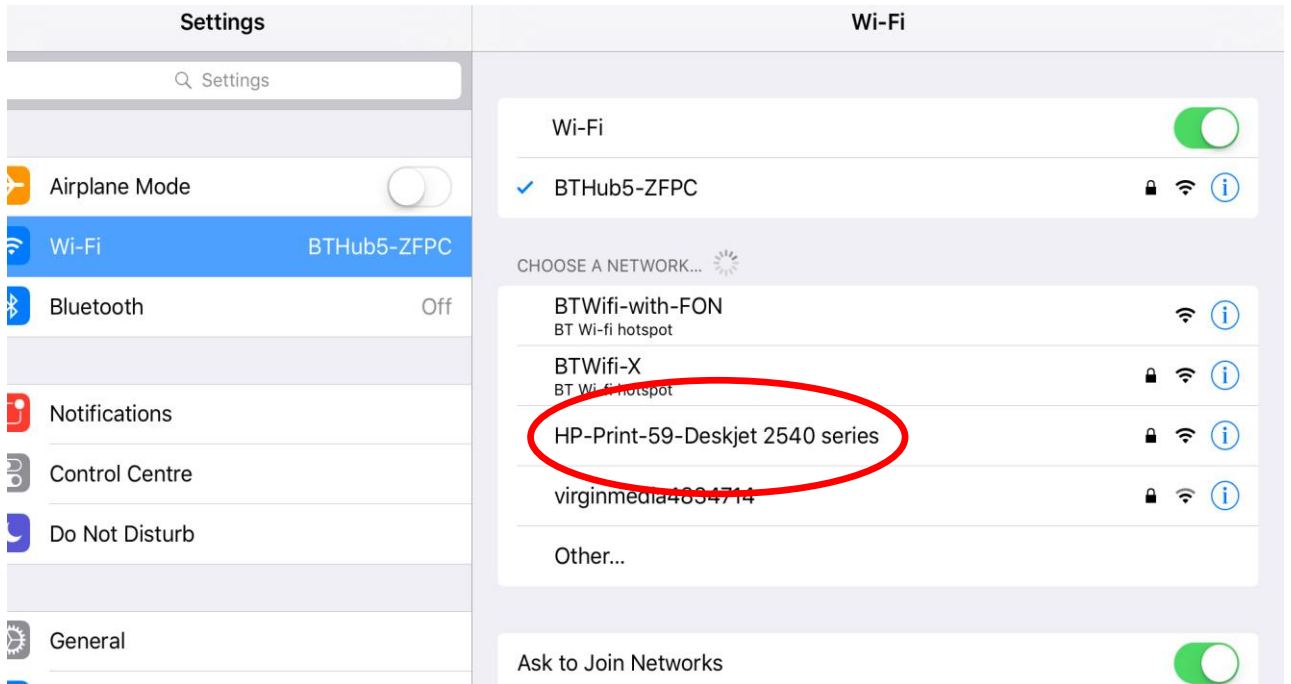 Settings
Wi-Fi
Settings
Wi-Fi
Airplane Mode
BTHub5-ZFPC
Wi-Fi BTHub5-ZFPC
CHOOSE A NETWORK...
Bluetooth Off
BTWifi-with-FON
BT Wi-fi hotspot
BTWifi-X
BT Wi-fi hotspot
Notifications
HP-Print-59-Deskjet 2540 series
Control Centre
virginmedia4834714
Do Not Disturb
Other...
General
Ask to Join Networks